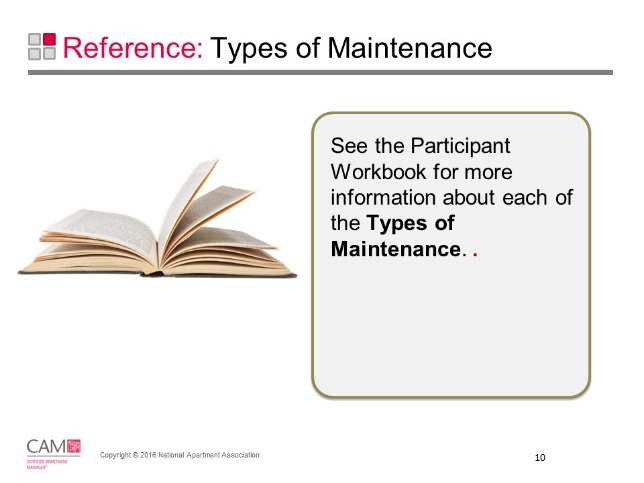 Reference: Types of Maintenance
See the Participant
Workbook for more
information about each of
the Types of
Maintenance. .
CAM
CERTIFIED APARTMENT
MANAGER®
Copyright © 2016 National Apartment Association
10